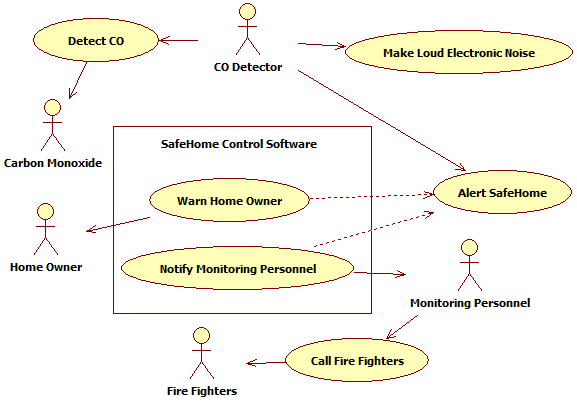 Detect CO
CO Detector
Make Loud Electronic Noise
Carbon Monoxide
SafeHome Control Software
Warn Home Owner
Alert SafeHome
Home Owner
Notify Monitoring Personnel
Monitoring Personnel
Call Fire Fighters
Fire Fighters